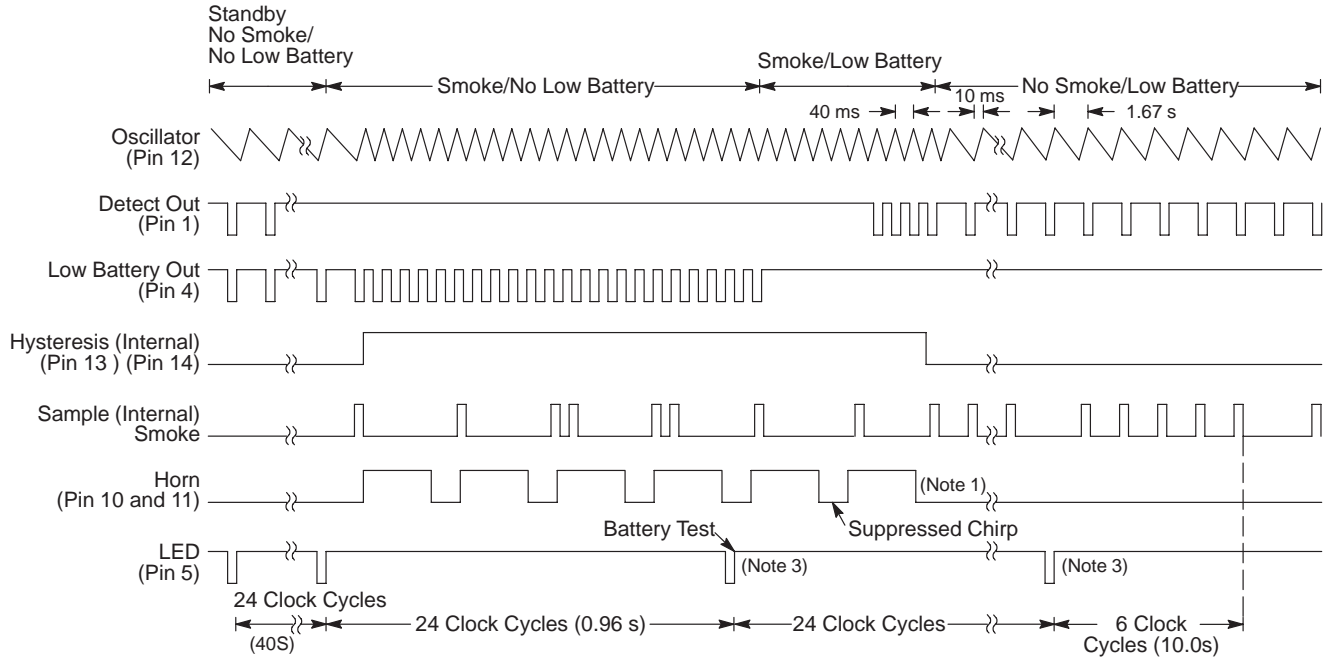 Standby
No Smoke/
No Low Battery
Smoke/No Low Battery
Smoke/Low Battery
No Smoke/Low Battery
40 ms
10 ms
1.67 s
Oscillator
(Pin 12)
Detect Out
(Pin 1)
Low Battery Out
(Pin 4)
Hysteresis (Internal)
(Pin 13 ) (Pin 14)
Sample (Internal)
Smoke
Horn
(Pin 10 and 11)
(Note 1)
Suppressed Chirp
Battery Test
LED
(Pin 5)
(Note 3)
(Note 3)
24 Clock Cycles
(40S)
24 Clock Cycles (0.96 s)
24 Clock Cycles
6 Clock
Cycles (10.0s)